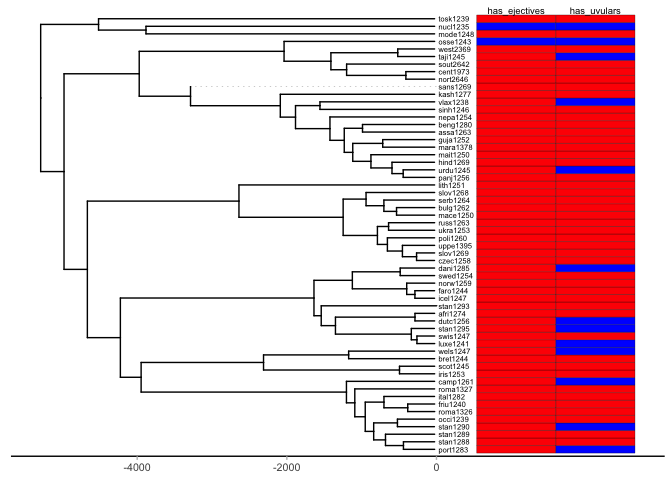 has_ejectives has_uvulars
tosk1239
nucl1235
mode1248
osse1243
west2369
taji1245
sout2642
cent1973
nort2646
sans1269
kash1277
vlax1238
sinh1246
nepa1254
beng1280
assa1263
guja1252
mara1378
mait1250
hind1269
urdu1245
panj1256
lith1251
slov1268
serb1264
bulg1262
mace1250
russ1263
ukra1253
poli1260
uppe1395
slov1269
czec1258
dani1285
swed1254
norw1259
faro1244
icel1247
stan1293
afri1274
dutc1256
stan1295
swis1247
luxe1241
wels1247
bret1244
scot1245
iris1253
camp1261
roma1327
ital1282
friu1240
roma1326
occi1239
stan1290
stan1289
stan1288
port1283
-4000 -2000 0